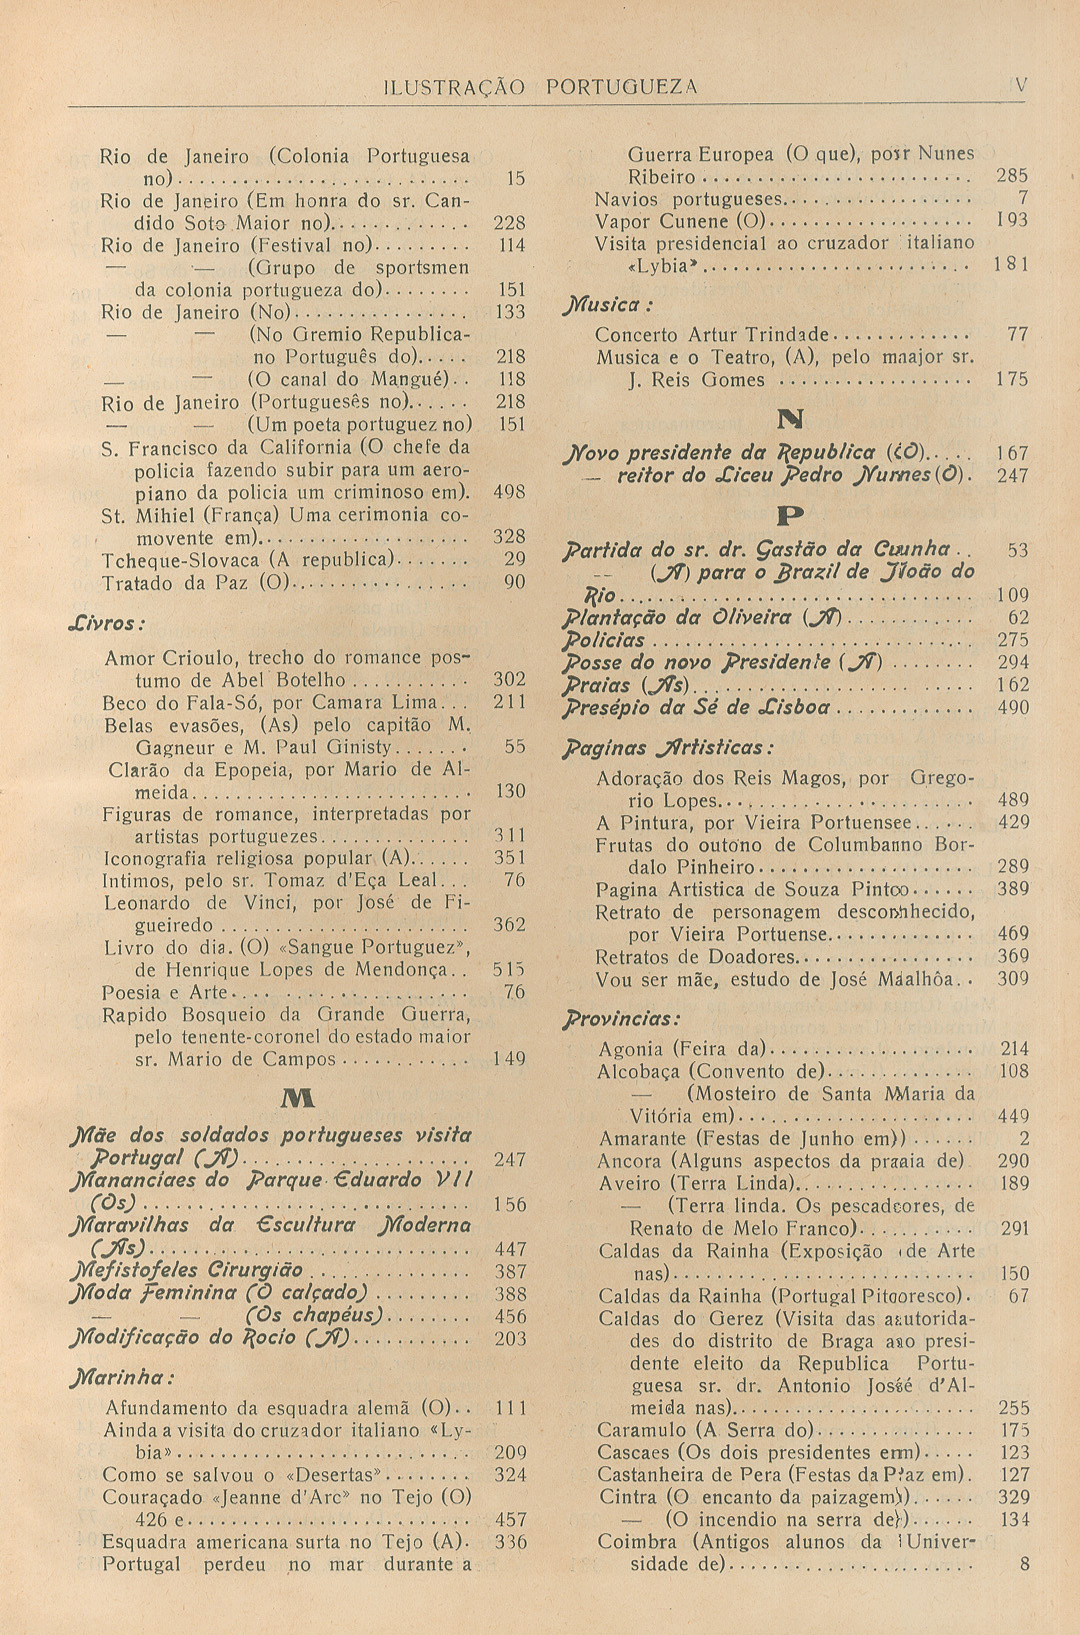 ILUSTRAÇÃO PORTUGUEZA V
Rio de Janeiro (Colonia Portuguesa
no) 15
Rio de Janeiro (Em honra do sr. Can-
dido Soto Maior no) 228
Rio de Janeiro (Festival no) 114
— — (Grupo de sportsmen
da colonia portugueza do) 151
Rio de Janeiro (No) 133
— — (No Gremio Republica-
no Português do) 218
— — (O canal do Mangué) 118
Rio de Janeiro (Portuguesês no) 218
— — (Um poeta portuguez no) 151
S. Francisco da California (O chefe da
policia fazendo subir para um aero-
piano da policia um criminoso em). 498
St. Mihiel (França) Uma cerimonia co-
movente em) 328
Tcheque-Slovaca (A republica) 29
Tratado da Paz (O) 90
Livros:
Amor Crioulo, trecho do romance pos-
tumo de Abel Botelho 302
Beco do Fala-Só, por Camara Lima 211
Belas evasões, (As) pelo capitão M.
Gagneur e M. Paul Ginisty 55
Clarão da Epopeia, por Mario de Al-
meida 130
Figuras de romance, interpretadas por
artistas portuguezes 311
Iconografia religiosa popular (A) 351
Intimos, pelo sr. Tomaz d'Eça Leal 76
Leonardo de Vinci, por José de Fi-
gueiredo 362
Livro do dia. (O) «Sangue Portuguez»,
de Henrique Lopes de Mendonça 515
Poesia e Arte 76
Rapido Bosqueio da Grande Guerra,
pelo tenente-coronel do estado maior
sr. Mario de Campos 149
M
Mãe dos soldados portugueses visita
Portugal (A) 247
Mananciaes do Parque Eduardo VII
(Os) 156
Maravilhas da Escultura Moderna
(As) 447
Mefistofeles Cirurgião 387
Moda feminina (O calçado) 388
— — (Os chapéus) 456
Modificação do Rocio (A) 203
Marinha:
Afundamento da esquadra alemã (O) 111
Ainda a visita do cruzador italiano «Ly-
bia» 209
Como se salvou o «Desertas» 324
Couraçado «Jeanne d'Arc» no Tejo (O)
426 e 457
Esquadra americana surta no Tejo (A) 336
Portugal perdeu no mar durante a
Guerra Europea (O que), poir Nunes
Ribeiro 285
Navios portugueses 7
Vapor Cunene (O) 193
Visita presidencial ao cruzador italiano
«Lybia» 181
Musica:
Concerto Artur Trindade 77
Musica e o Teatro, (A), pelo mnajor sr.
J. Reis Gomes 175
N
Novo presidente da Republica (O) 167
— reitor do Liceu Pedro Nunnes (O) 247
P
Partida do sr. dr. Gastão da Cuunha 53
— (A) para o Brazil de João do
Rio 109
Plantação da Oliveira (A) 62
Policias 275
Posse do novo Presidente (A) 294
Praias (As) 162
Presépio da Sé de Lisboa 490
Paginas Artisticas:
Adoração dos Reis Magos, por Grego-
rio Lopes 489
A Pintura, por Vieira Portuensee 429
Frutas do outono de Columbanno Bor-
dalo Pinheiro 289
Pagina Artistica de Souza Pintoo 389
Retrato de personagem desconhecido,
por Vieira Portuense 469
Retratos de Doadores 369
Vou ser mãe, estudo de José Maalhôa 309
Provincias:
Agonia (Feira da) 214
Alcobaça (Convento de) 108
— (Mosteiro de Santa MMaria da
Vitória em) 449
Amarante (Festas de Junho em)) 2
Ancora (Alguns aspectos da praaia de) 290
Aveiro (Terra Linda) 189
— (Terra linda. Os pescadeores, de
Renato de Melo Franco) 291
Caldas da Rainha (Exposição de Arte
nas) 150
Caldas da Rainha (Portugal Pitooresco) 67
Caldas do Gerez (Visita das aautorida-
des do distrito de Braga aao presi-
dente eleito da Republica Portu-
guesa sr. dr. Antonio Joséé d'Al-
meida nas) 255
Caramulo (A Serra do) 175
Cascaes (Os dois presidentes emn) 123
Castanheira de Pera (Festas da Paz em). 127
Cintra (O encanto da paizagem)) 329
— (O incendio na serra de)) 134
Coimbra (Antigos alunos da Univer-
sidade de) 8